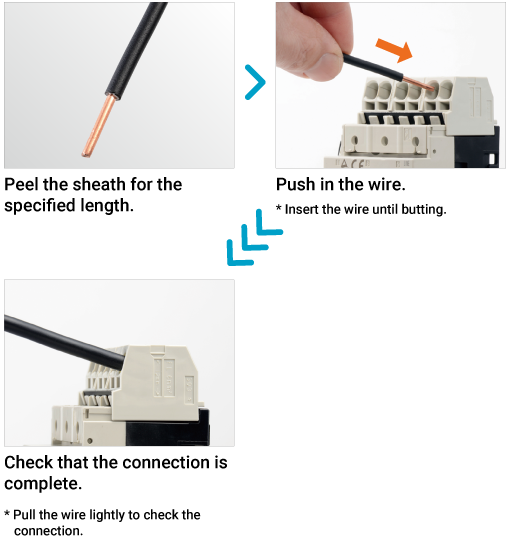 Peel the sheath for the
specified length.
Push in the wire.
* Insert the wire until butting.
Check that the connection is
complete.
* Pull the wire lightly to check the
connection.